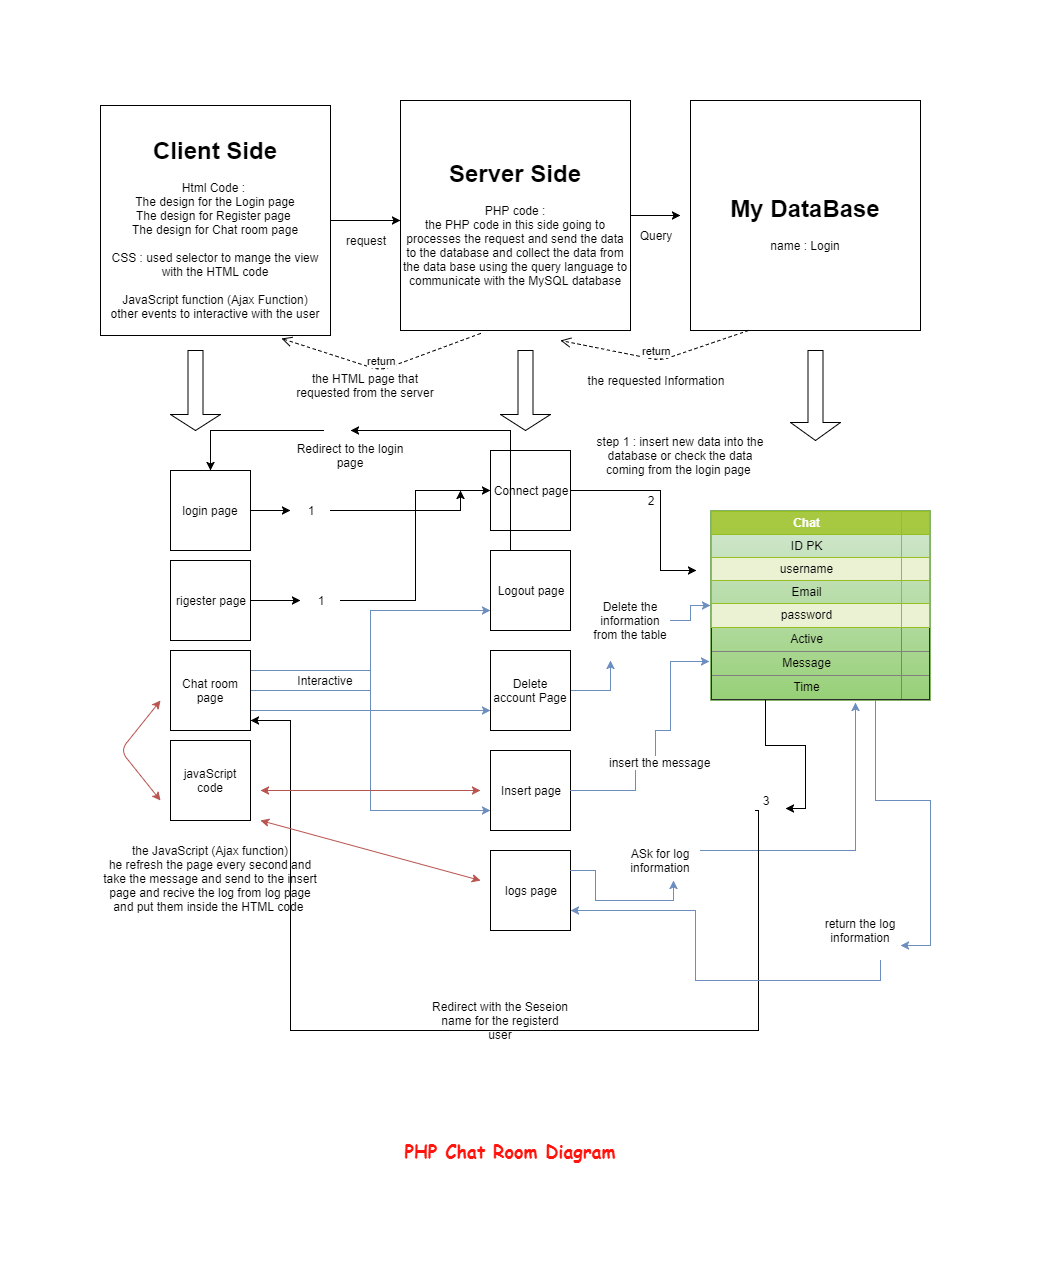 Client Side
Html Code :
The design for the Login page
The design for Register page
The design for Chat room page
CSS : used selector to mange the view
with the HTML code
JavaScript function (Ajax Function)
other events to interactive with the user
request
Server Side
PHP code :
the PHP code in this side going to
processes the request and send the data
to the database and collect the data from
the data base using the query language to
communicate with the MySQL database
Query
My DataBase
name : Login
return
the HTML page that
requested from the server
return
the requested Information
Redirect to the login
page
step 1 : insert new data into the
database or check the data
coming from the login page
login page
1
Connect page
2
rigester page
1
Logout page
Chat room
page
Interactive
Delete
account Page
Delete the
information
from the table
Chat
ID PK
username
Email
password
Active
Message
Time
javaScript
code
Insert page
insert the message
3
the JavaScript (Ajax function)
he refresh the page every second and
take the message and send to the insert
page and recive the log from log page
and put them inside the HTML code
logs page
ASk for log
information
return the log
information
Redirect with the Seseion
name for the registerd
user
PHP Chat Room Diagram